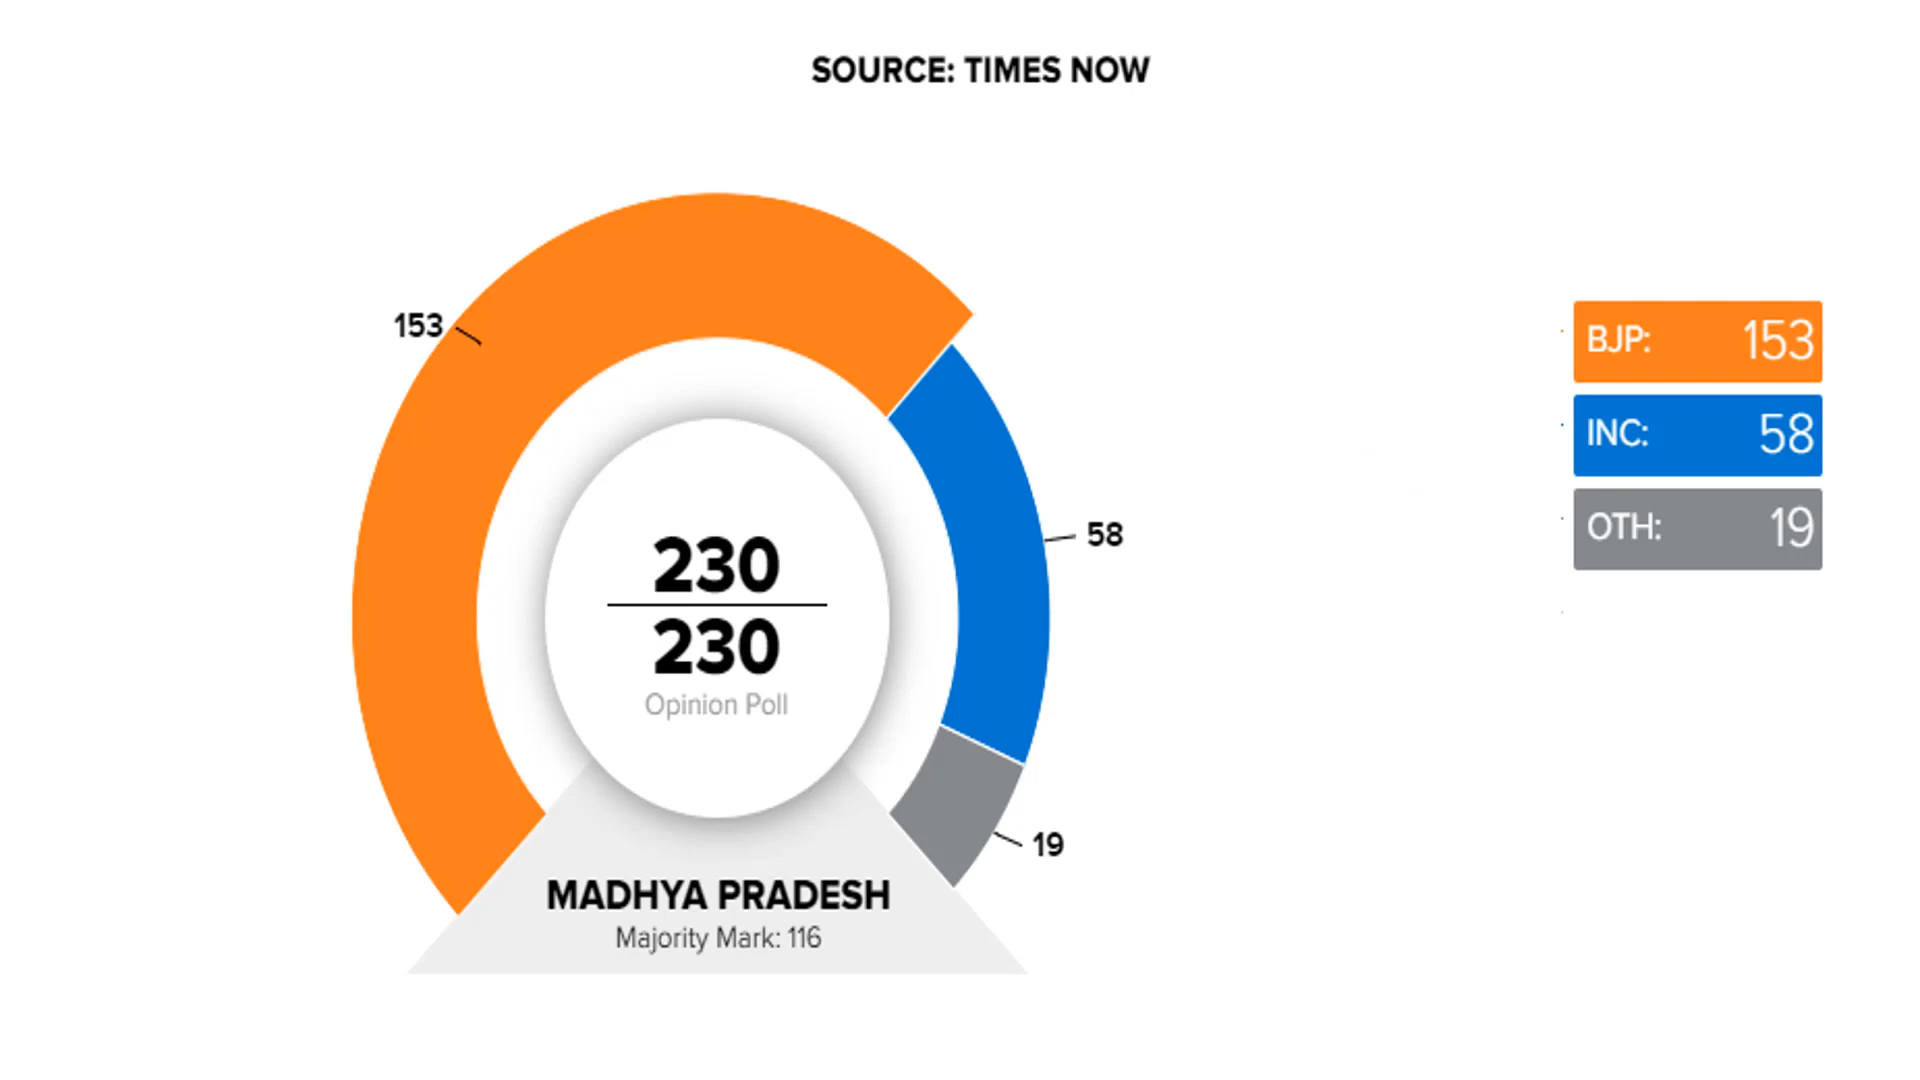 SOURCE: TIMES NOW
153
58
19
230
230
Opinion Poll
MADHYA PRADESH
Majority Mark: 116
BJP: 153
INC: 58
OTH: 19